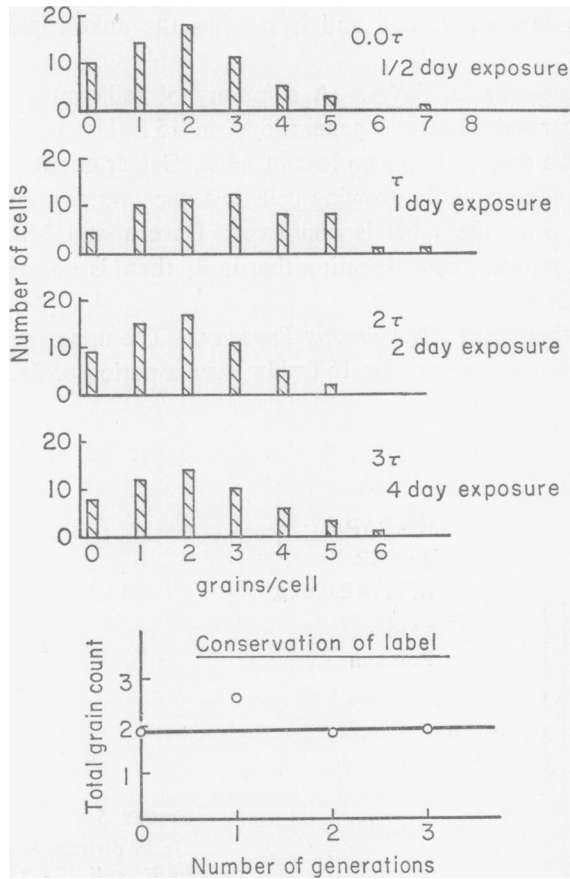 Number of cells
20
10
0
0 1 2 3 4 5 6 7 8
0.0τ
1/2 day exposure
20
10
0
τ
1 day exposure
20
10
0
2τ
2 day exposure
20
10
0
0 1 2 3 4 5 6
3τ
4 day exposure
grains/cell
Conservation of label
Total grain count
3
2
1
0 1 2 3
Number of generations